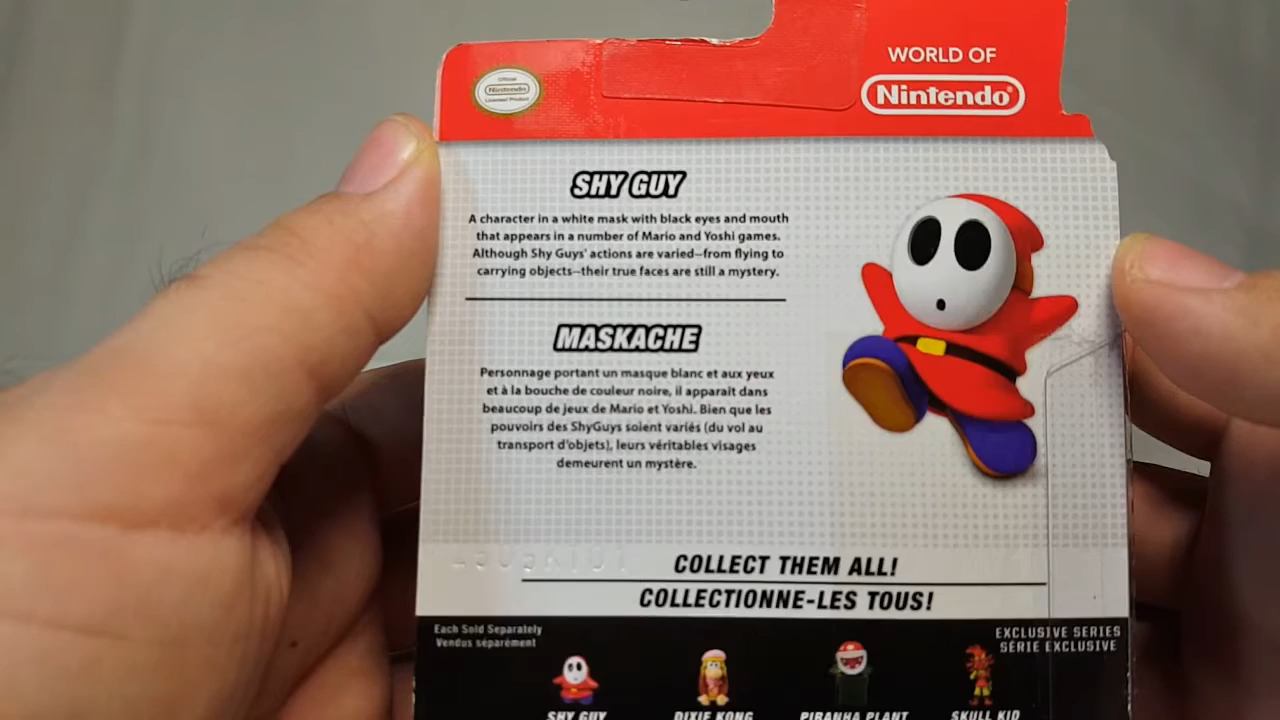 WORLD OF
Nintendo
Official
Nintendo
Licensed Product
SHY GUY
A character in a white mask with black eyes and mouth
that appears in a number of Mario and Yoshi games.
Although Shy Guys' actions are varied—from flying to
carrying objects—their true faces are still a mystery.
MASKACHE
Personnage portant un masque blanc et aux yeux
et à la bouche de couleur noire, il apparaît dans
beaucoup de jeux de Mario et Yoshi. Bien que les
pouvoirs des ShyGuys soient variés (du vol au
transport d'objets), leurs véritables visages
demeurent un mystère.
COLLECT THEM ALL!
COLLECTIONNE-LES TOUS!
Each Sold Separately
Vendus séparément
EXCLUSIVE SERIES
SÉRIE EXCLUSIVE
SHY GUY
DIXIE KONG
PIRANHA PLANT
SKULL KID